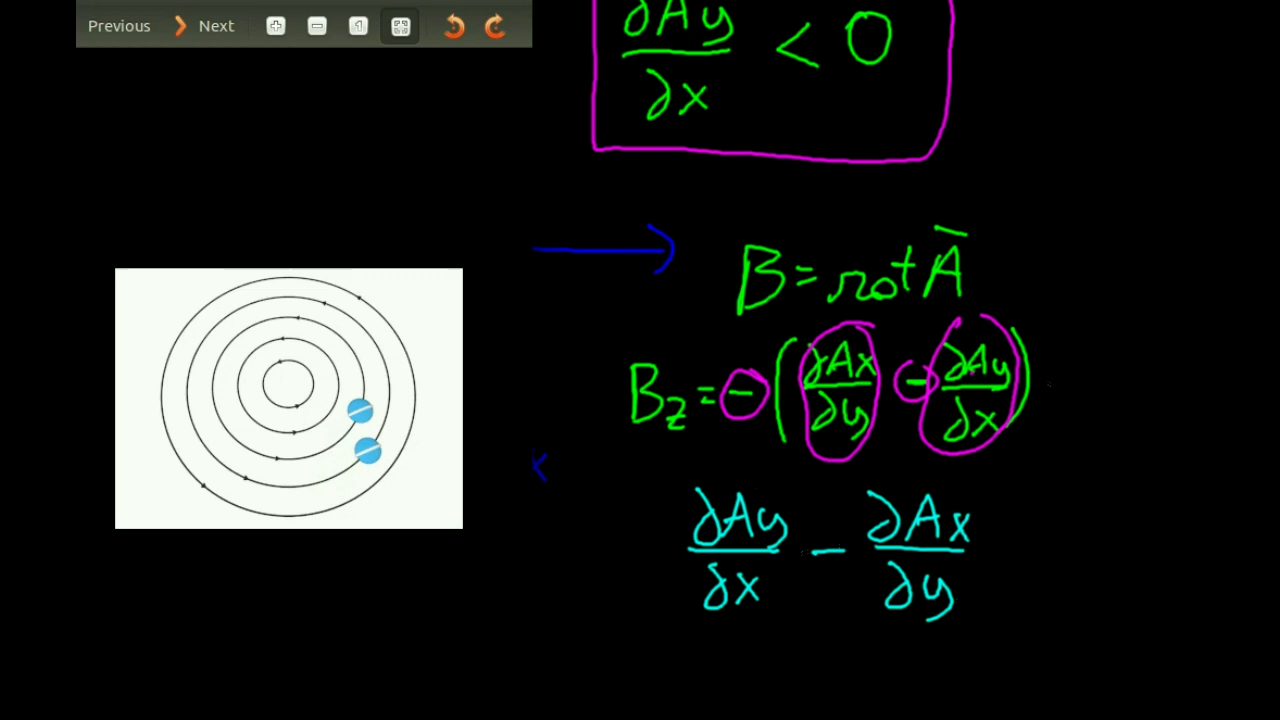 Previous Next
∂Ay/∂x < 0
B = rot A̅
Bz = -(∂Ax/∂y - ∂Ay/∂x)
x
∂Ay/∂x - ∂Ax/∂y